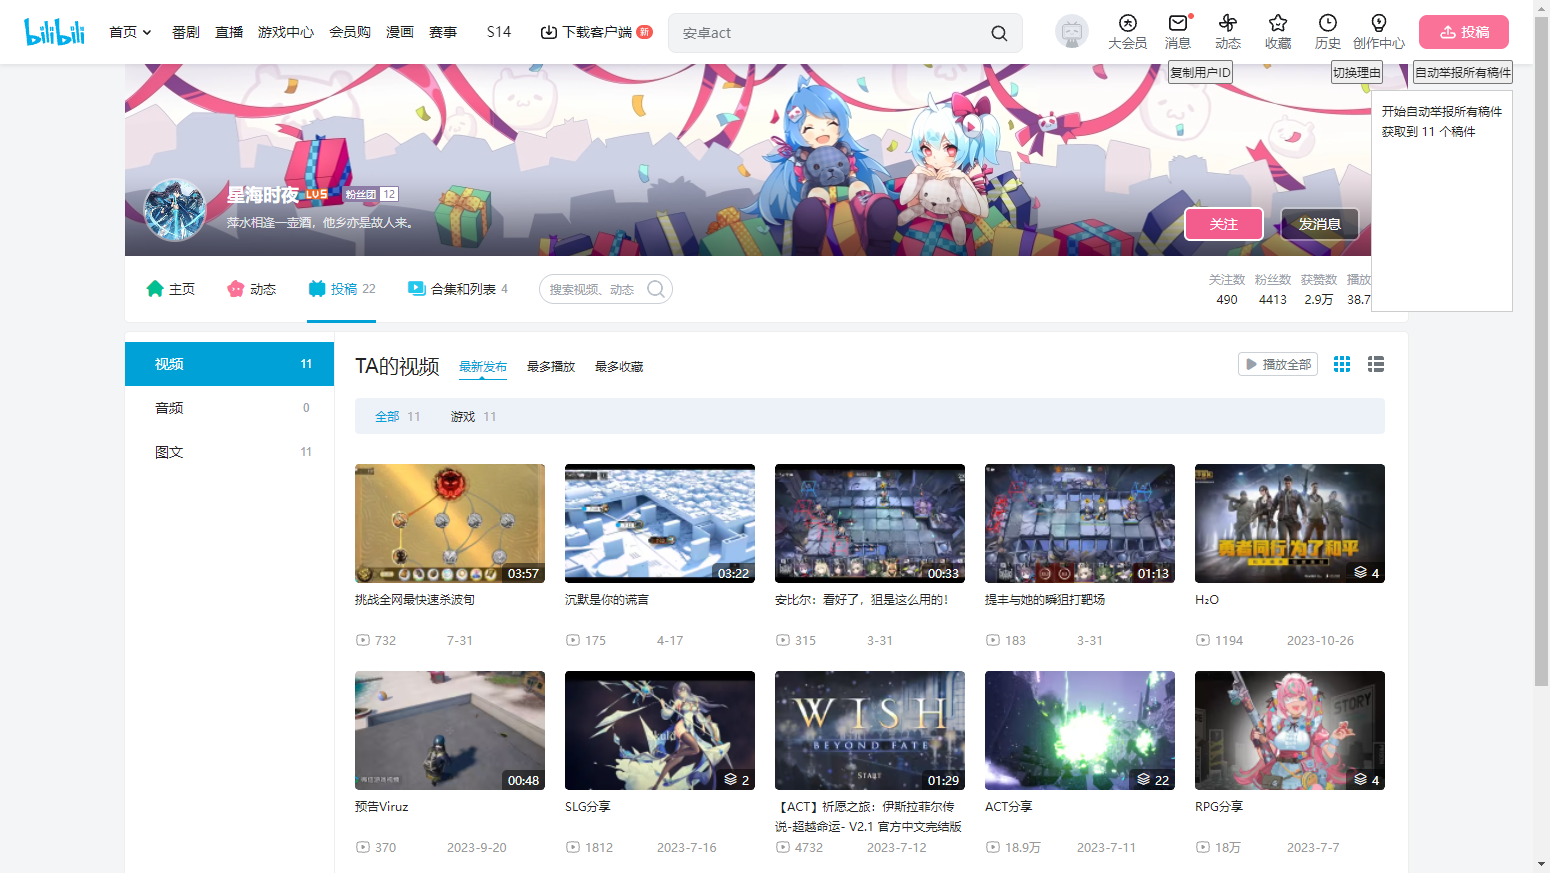 bilibili
首页
番剧
直播
游戏中心
会员购
漫画
赛事
S14
下载客户端 新
安卓act
大会员
消息
动态
收藏
历史
创作中心
投稿
复制用户ID
切换理由
自动举报所有稿件
开始自动举报所有稿件
获取到 11 个稿件
星海时夜 LV5 粉丝团 12
萍水相逢一壶酒，他乡亦是故人来。
关注
发消息
主页
动态
投稿 22
合集和列表 4
搜索视频、动态
关注数 粉丝数 获赞数 播放
490 4413 2.9万 38.7
视频 11
音频 0
图文 11
TA的视频
最新发布
最多播放
最多收藏
播放全部
全部 11
游戏 11
03:57
挑战全网最快速杀波旬
732 7-31
03:22
沉默是你的谎言
175 4-17
00:33
安比尔：看好了，狙是这么用的！
315 3-31
01:13
提丰与她的瞬狙打靶场
183 3-31
勇者同行为了和平
4
H₂O
1194 2023-10-26
00:48
预告Viruz
370 2023-9-20
2
SLG分享
1812 2023-7-16
WISH
BEYOND FATE
START
01:29
【ACT】祈愿之旅：伊斯拉菲尔传
说-超越命运- V2.1 官方中文完结版
4732 2023-7-12
22
ACT分享
18.9万 2023-7-11
STORY
4
RPG分享
18万 2023-7-7